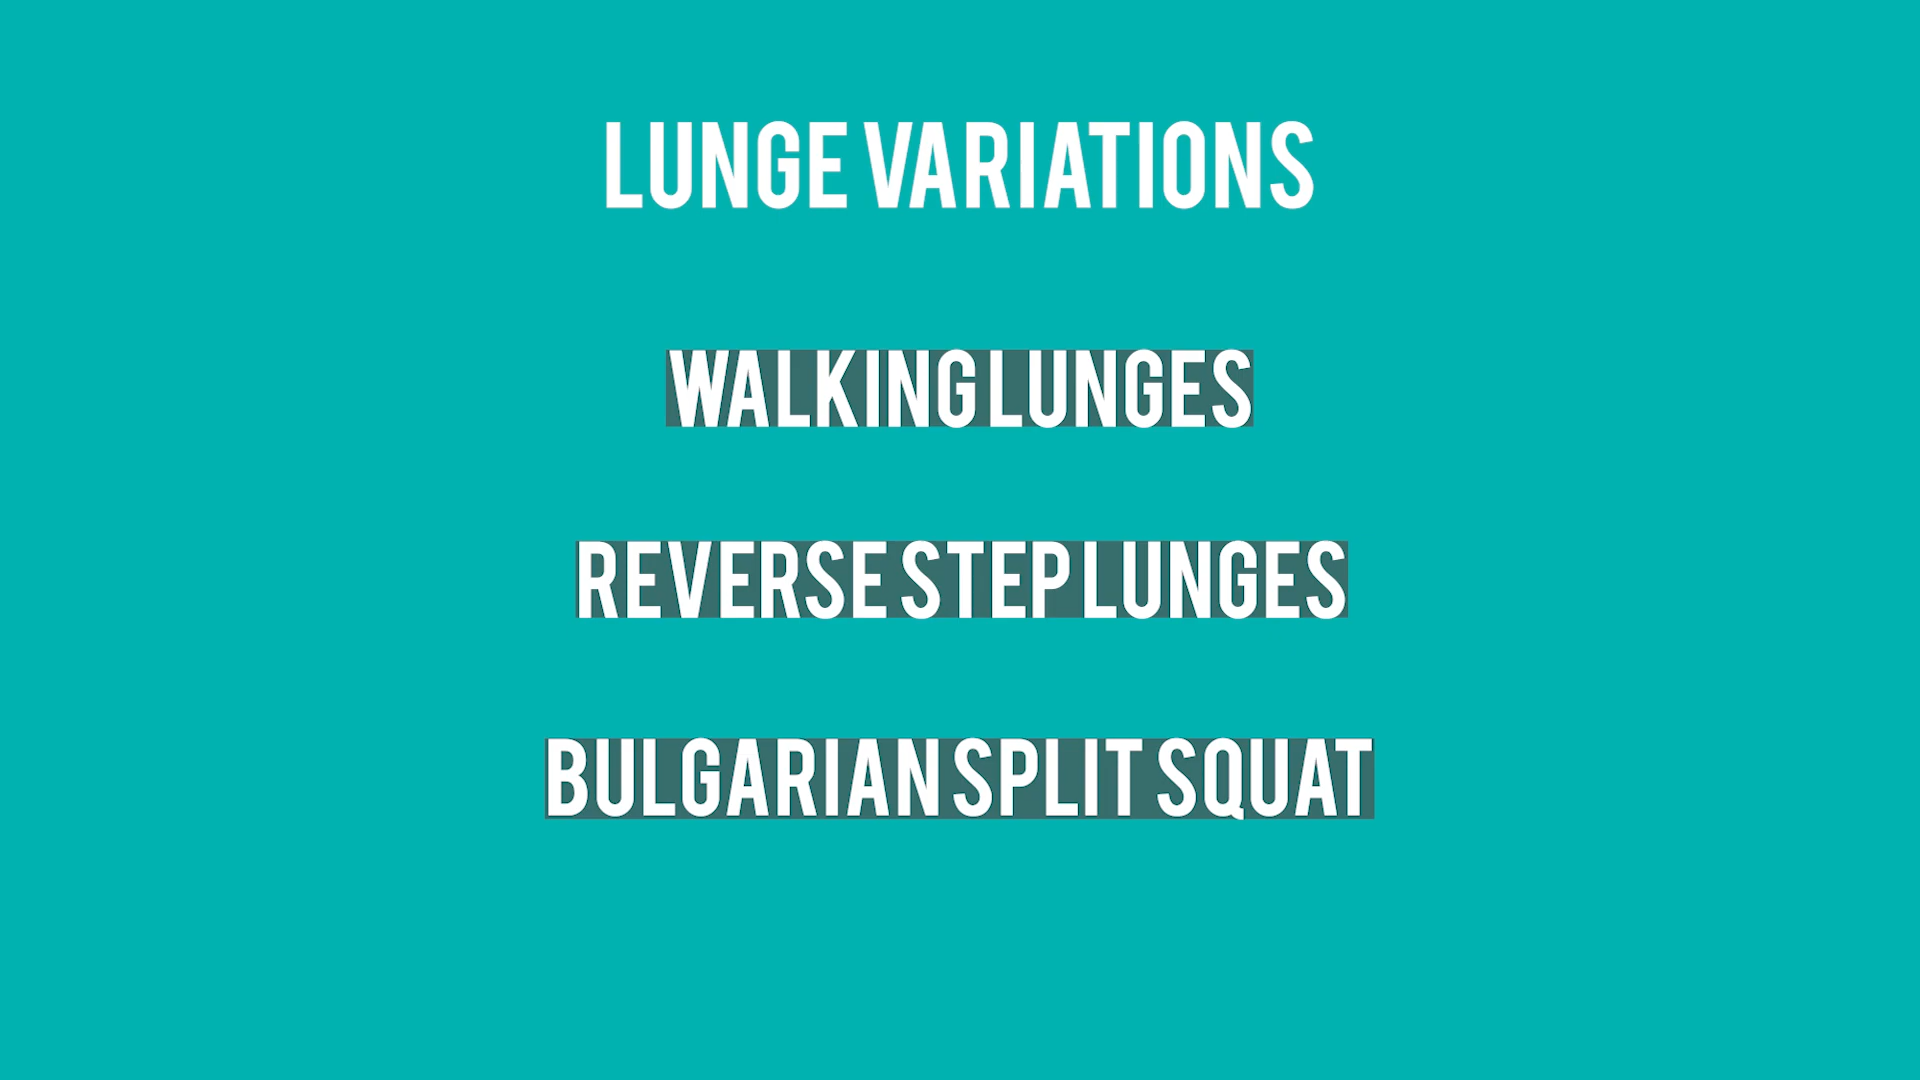 LUNGE VARIATIONS
WALKING LUNGES
REVERSE STEP LUNGES
BULGARIAN SPLIT SQUAT